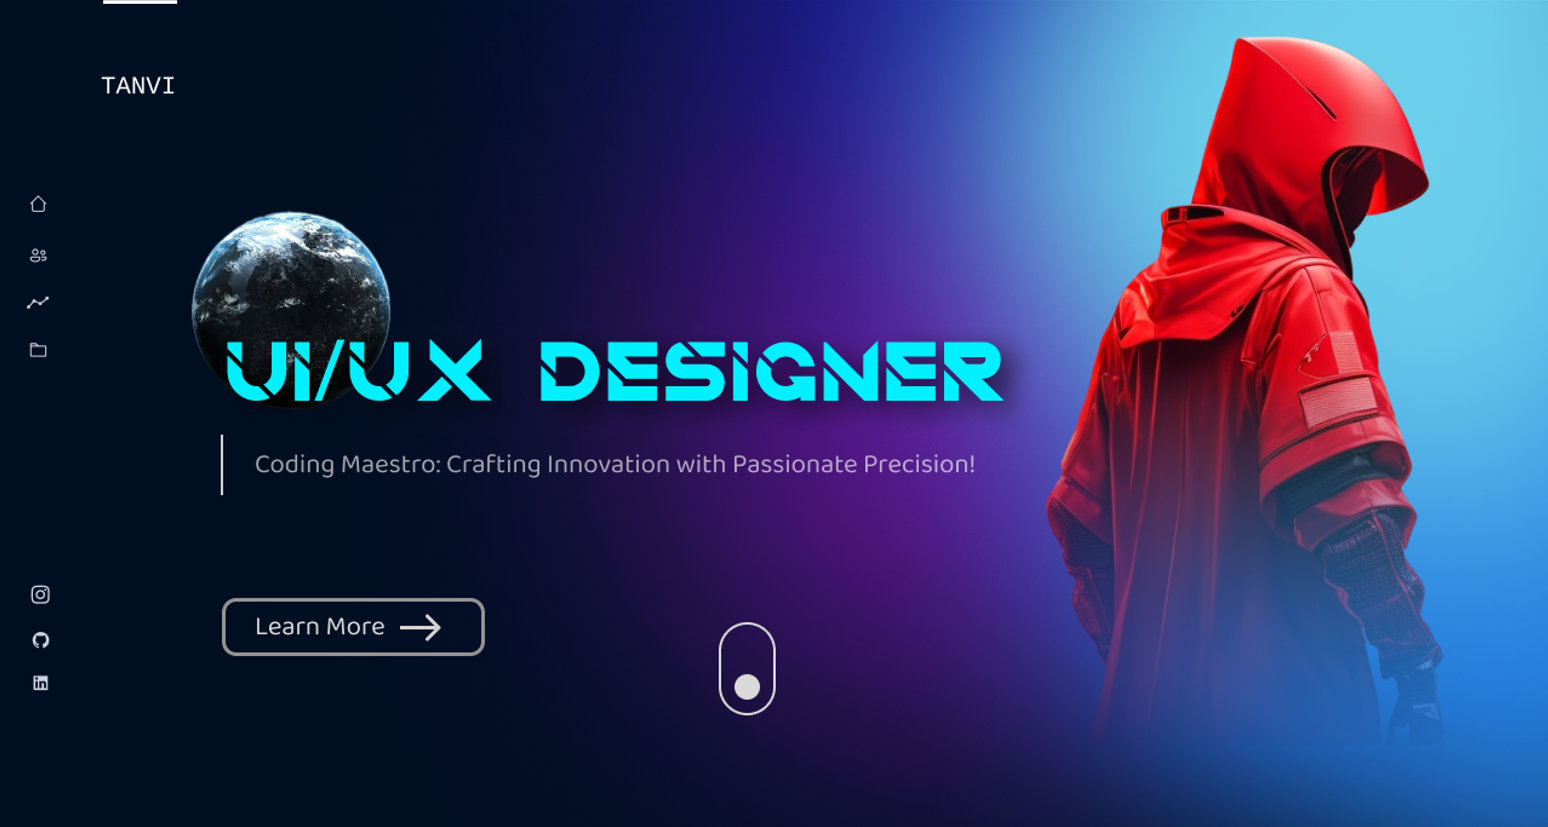 TANVI
UI/UX DESIGNER
Coding Maestro: Crafting Innovation with Passionate Precision!
Learn More